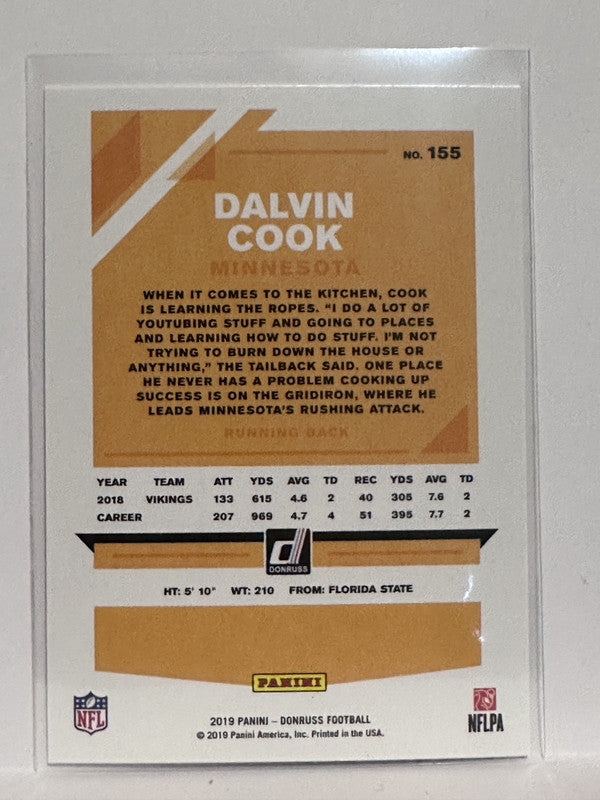 NO. 155
DALVIN
COOK
MINNESOTA
WHEN IT COMES TO THE KITCHEN, COOK
IS LEARNING THE ROPES. "I DO A LOT OF
YOUTUBING STUFF AND GOING TO PLACES
AND LEARNING HOW TO DO STUFF. I'M NOT
TRYING TO BURN DOWN THE HOUSE OR
ANYTHING," THE TAILBACK SAID. ONE PLACE
HE NEVER HAS A PROBLEM COOKING UP
SUCCESS IS ON THE GRIDIRON, WHERE HE
LEADS MINNESOTA'S RUSHING ATTACK.
RUNNING BACK
YEAR TEAM ATT YDS AVG TD REC YDS AVG TD
2018 VIKINGS 133 615 4.6 2 40 305 7.6 2
CAREER 207 969 4.7 4 51 395 7.7 2
d
DONRUSS
HT: 5' 10" WT: 210 FROM: FLORIDA STATE
PANINI
NFL
2019 PANINI – DONRUSS FOOTBALL
© 2019 Panini America, Inc. Printed in the USA.
NFLPA